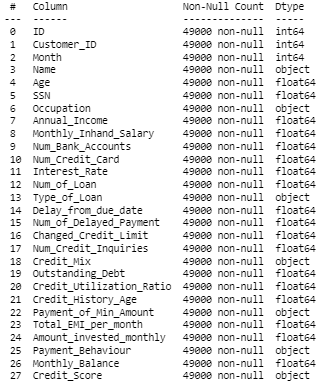 #   Column                    Non-Null Count  Dtype
---  ------                    --------------  -----
0   ID                        49000 non-null  int64
1   Customer_ID               49000 non-null  int64
2   Month                     49000 non-null  int64
3   Name                      49000 non-null  object
4   Age                       49000 non-null  float64
5   SSN                       49000 non-null  float64
6   Occupation                49000 non-null  object
7   Annual_Income             49000 non-null  float64
8   Monthly_Inhand_Salary     49000 non-null  float64
9   Num_Bank_Accounts         49000 non-null  float64
10  Num_Credit_Card           49000 non-null  float64
11  Interest_Rate             49000 non-null  float64
12  Num_of_Loan               49000 non-null  float64
13  Type_of_Loan              49000 non-null  object
14  Delay_from_due_date       49000 non-null  float64
15  Num_of_Delayed_Payment    49000 non-null  float64
16  Changed_Credit_Limit      49000 non-null  float64
17  Num_Credit_Inquiries      49000 non-null  float64
18  Credit_Mix                49000 non-null  object
19  Outstanding_Debt          49000 non-null  float64
20  Credit_Utilization_Ratio  49000 non-null  float64
21  Credit_History_Age        49000 non-null  float64
22  Payment_of_Min_Amount     49000 non-null  object
23  Total_EMI_per_month       49000 non-null  float64
24  Amount_invested_monthly   49000 non-null  float64
25  Payment_Behaviour         49000 non-null  object
26  Monthly_Balance           49000 non-null  float64
27  Credit_Score              49000 non-null  object